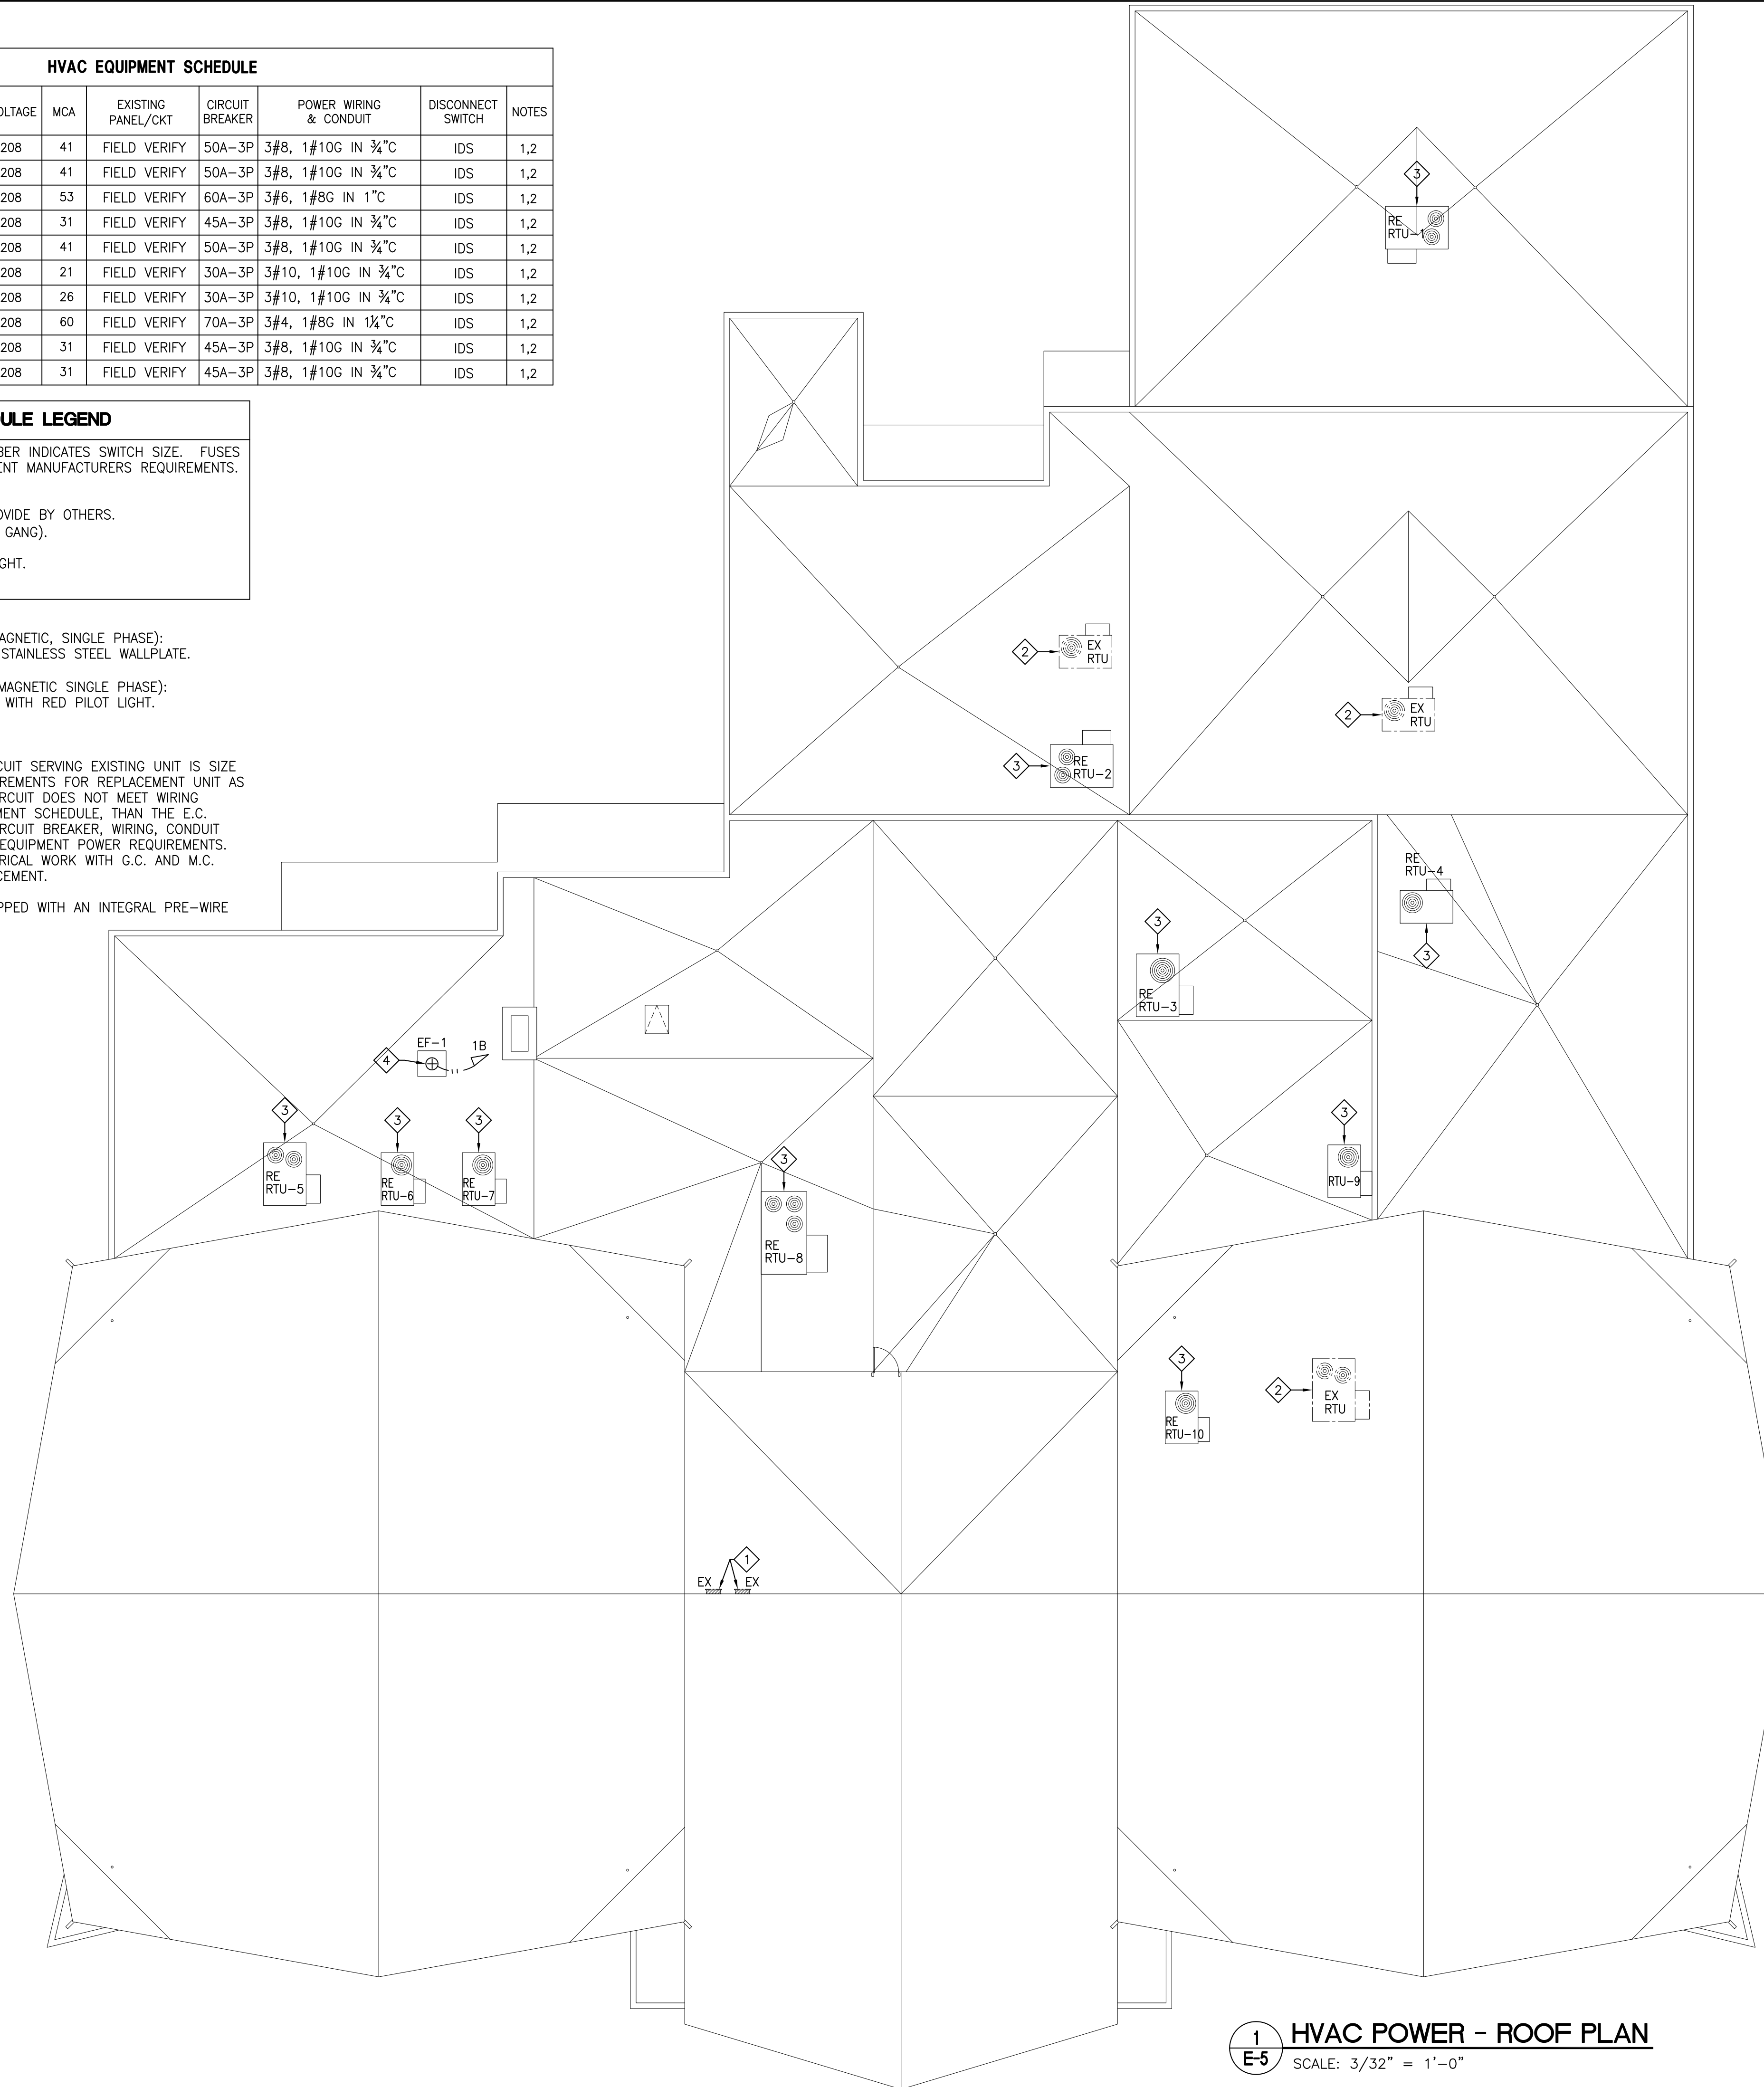 HVAC EQUIPMENT SCHEDULE
OLTAGE MCA EXISTING PANEL/CKT CIRCUIT BREAKER POWER WIRING & CONDUIT DISCONNECT SWITCH NOTES
208 41 FIELD VERIFY 50A-3P 3#8, 1#10G IN ¾"C IDS 1,2
208 41 FIELD VERIFY 50A-3P 3#8, 1#10G IN ¾"C IDS 1,2
208 53 FIELD VERIFY 60A-3P 3#6, 1#8G IN 1"C IDS 1,2
208 31 FIELD VERIFY 45A-3P 3#8, 1#10G IN ¾"C IDS 1,2
208 41 FIELD VERIFY 50A-3P 3#8, 1#10G IN ¾"C IDS 1,2
208 21 FIELD VERIFY 30A-3P 3#10, 1#10G IN ¾"C IDS 1,2
208 26 FIELD VERIFY 30A-3P 3#10, 1#10G IN ¾"C IDS 1,2
208 60 FIELD VERIFY 70A-3P 3#4, 1#8G IN 1¼"C IDS 1,2
208 31 FIELD VERIFY 45A-3P 3#8, 1#10G IN ¾"C IDS 1,2
208 31 FIELD VERIFY 45A-3P 3#8, 1#10G IN ¾"C IDS 1,2
ULE LEGEND
BER INDICATES SWITCH SIZE. FUSES
ENT MANUFACTURERS REQUIREMENTS.
OVIDE BY OTHERS.
GANG).
GHT.
AGNETIC, SINGLE PHASE):
STAINLESS STEEL WALLPLATE.
MAGNETIC SINGLE PHASE):
WITH RED PILOT LIGHT.
CUIT SERVING EXISTING UNIT IS SIZE
REMENTS FOR REPLACEMENT UNIT AS
RCUIT DOES NOT MEET WIRING
MENT SCHEDULE, THAN THE E.C.
RCUIT BREAKER, WIRING, CONDUIT
EQUIPMENT POWER REQUIREMENTS.
RICAL WORK WITH G.C. AND M.C.
CEMENT.
PPED WITH AN INTEGRAL PRE-WIRE
3
RE
RTU-1
2
EX
RTU
2
EX
RTU
3
RE
RTU-2
RE
RTU-4
3
3
RE
RTU-3
EF-1
1B
4
3
RE
RTU-5
3
RE
RTU-6
3
RE
RTU-7
3
RE
RTU-8
3
RTU-9
3
RE
RTU-10
2
EX
RTU
1
EX EX
1
E-5
HVAC POWER - ROOF PLAN
SCALE: 3/32" = 1'-0"